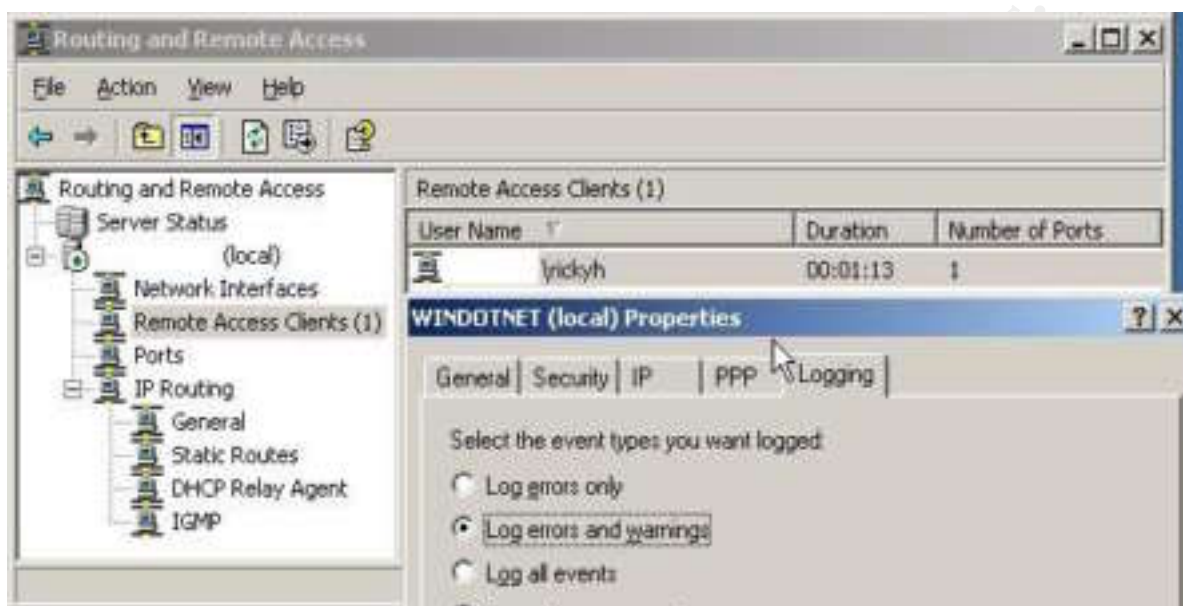 Routing and Remote Access
File Action View Help
Routing and Remote Access
Server Status
(local)
Network Interfaces
Remote Access Clients (1)
Ports
IP Routing
General
Static Routes
DHCP Relay Agent
IGMP
Remote Access Clients (1)
User Name Duration Number of Ports
\rickyh 00:01:13 1
WINDOTNET (local) Properties
General Security IP PPP Logging
Select the event types you want logged:
Log errors only
Log errors and warnings
Log all events